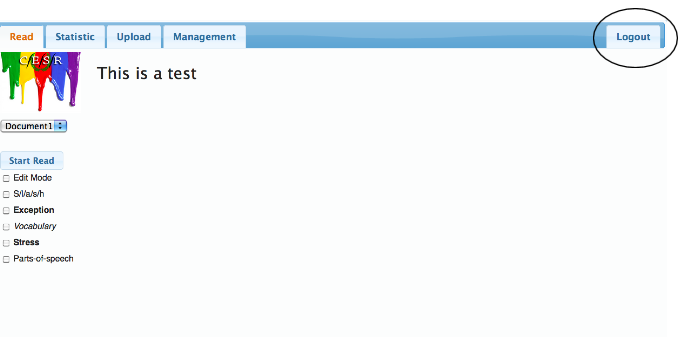 Read Statistic Upload Management Logout
C/ESR
This is a test
Document1
Start Read
Edit Mode
S/l/a/s/h
Exception
Vocabulary
Stress
Parts-of-speech